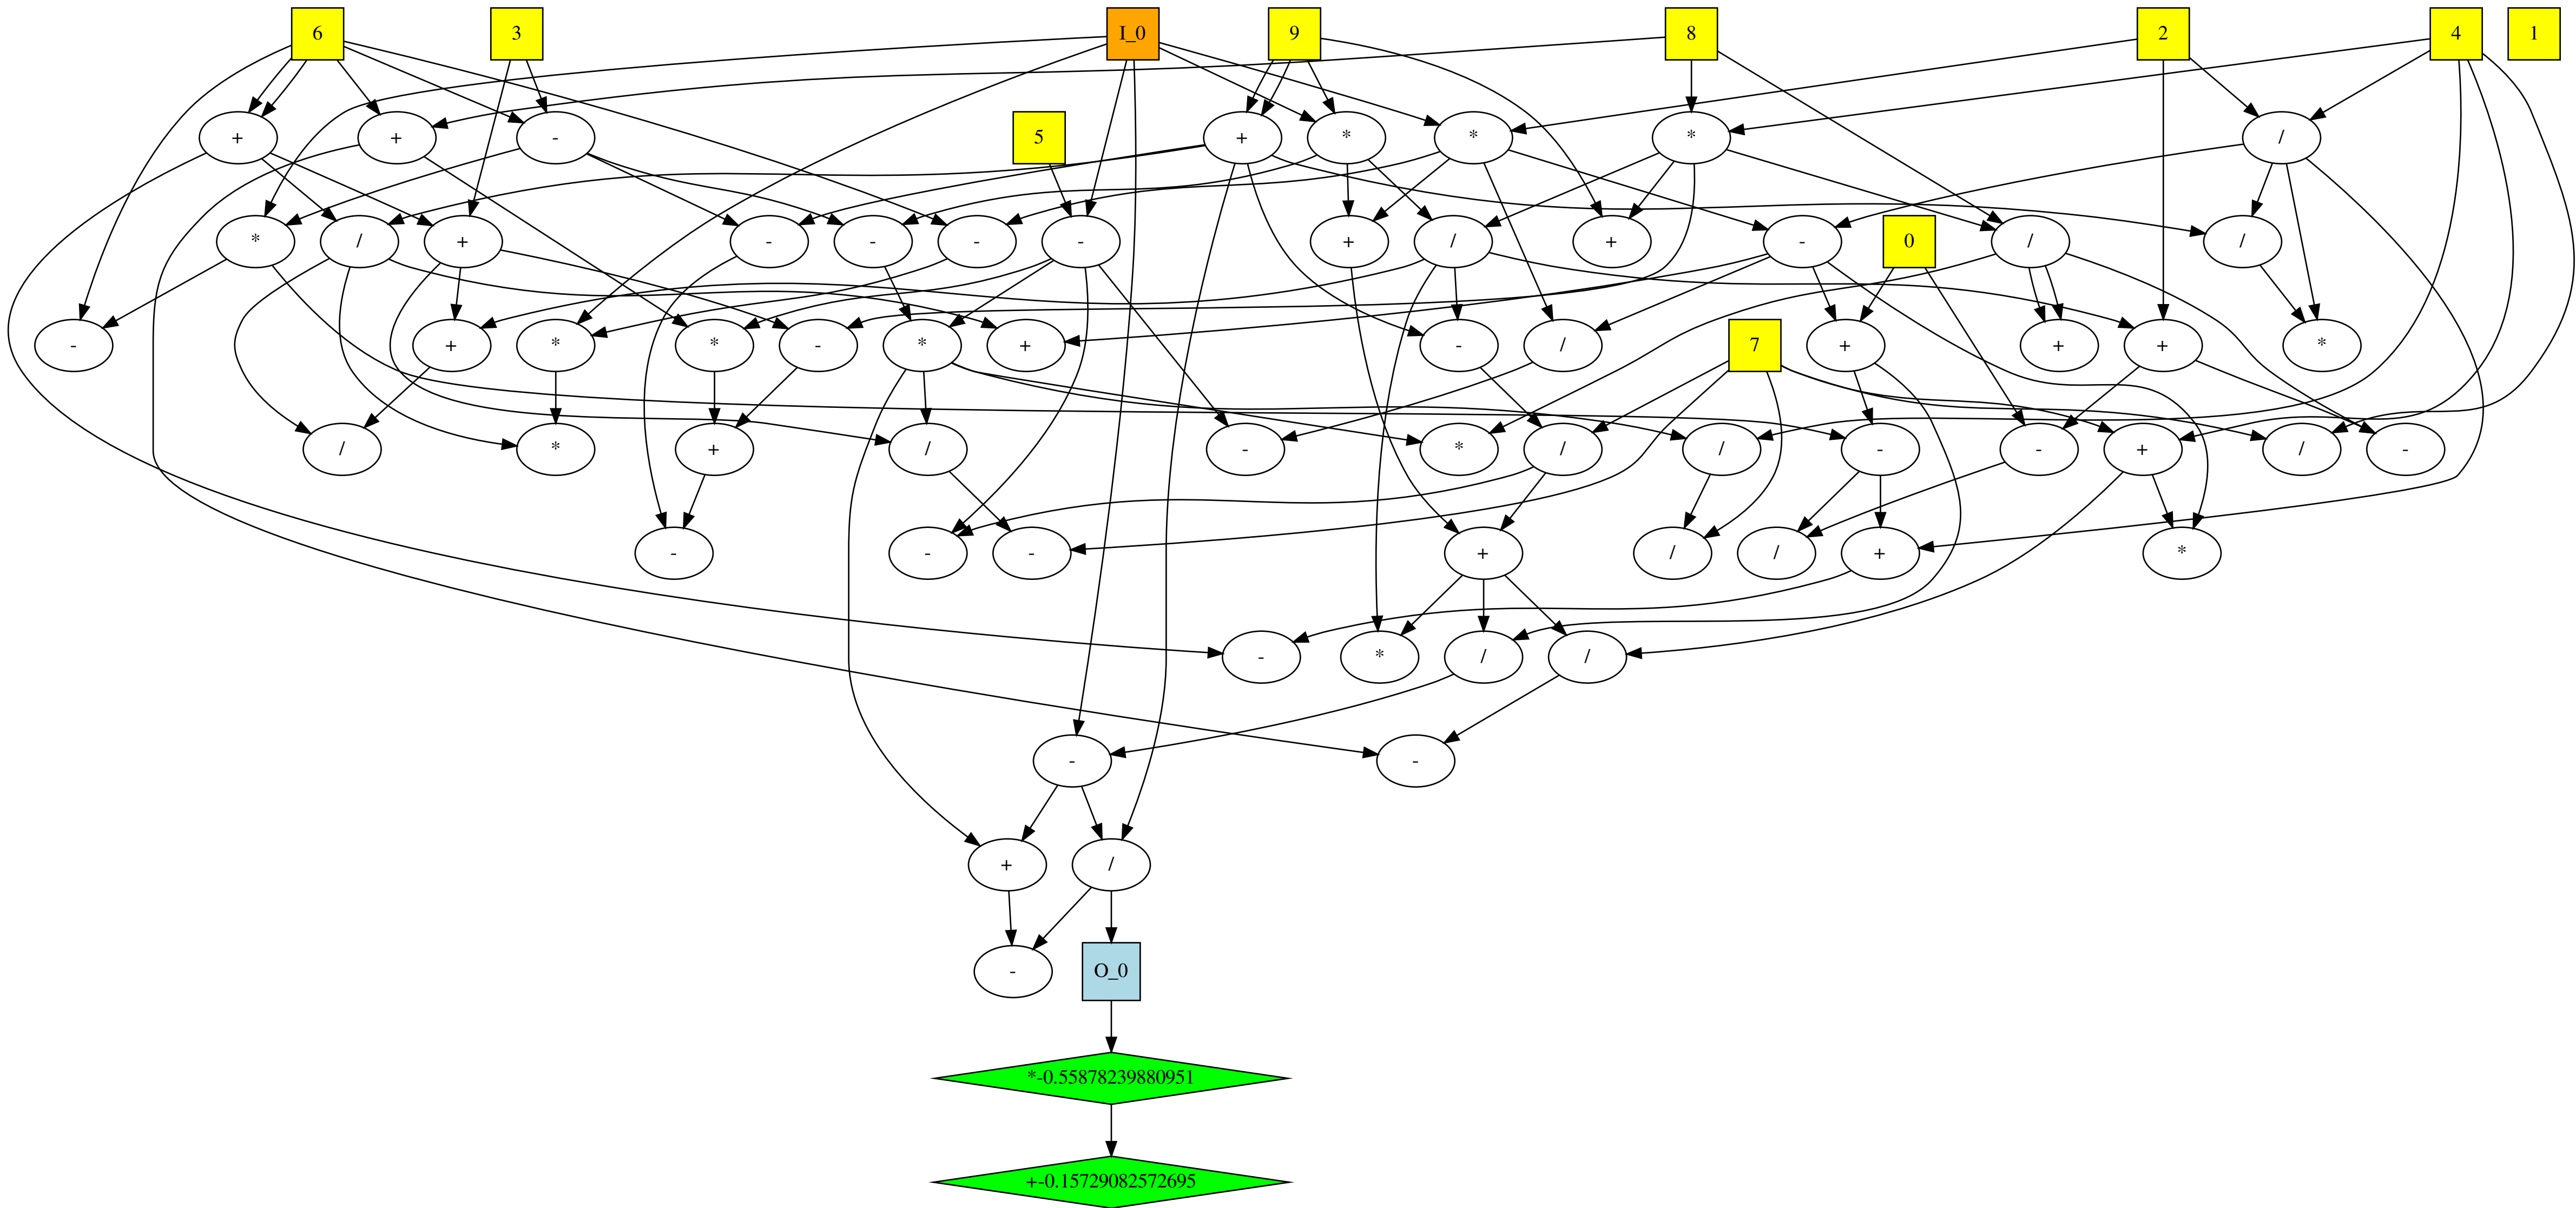 6 3 I_0 9 8 2 4 1
+ + - 5 + * * * /
* / + - - - - + / + - 0 / /
- + * * - * + - / + 7 + + *
/ * + / - * / / - - + / -
- - - + / / + *
- * / /
- -
+ /
- O_0
*-0.55878239880951
+-0.15729082572695